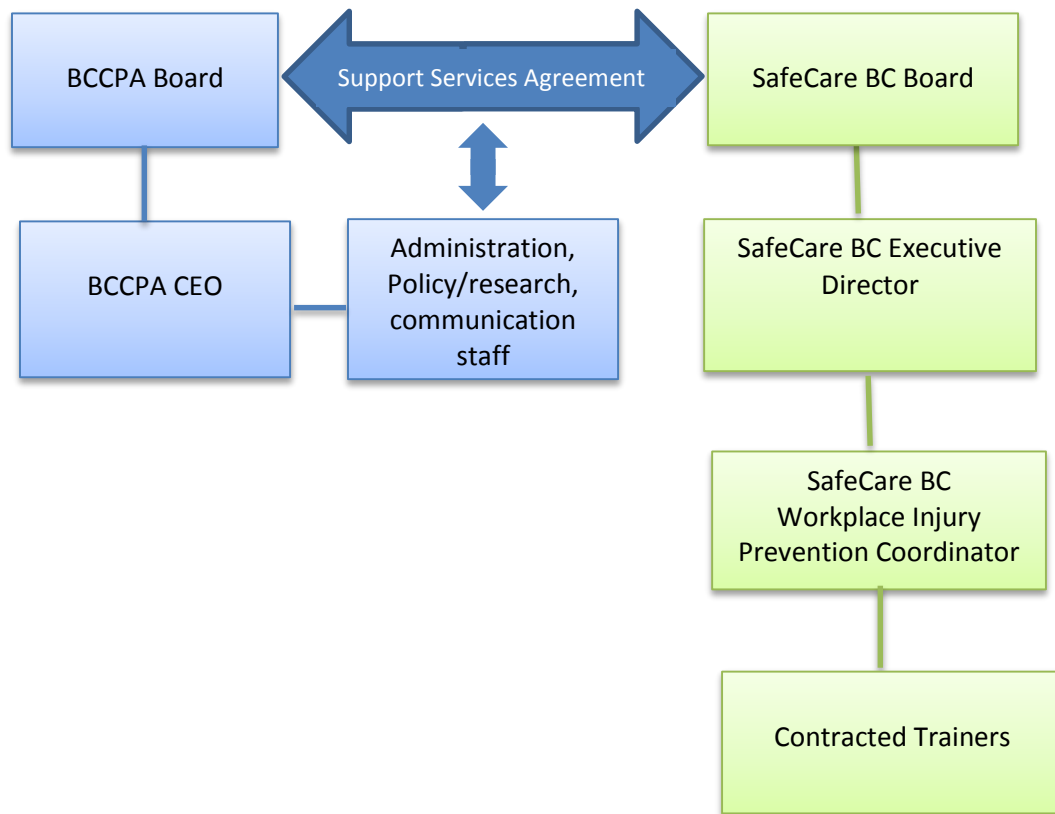 BCCPA Board
Support Services Agreement
SafeCare BC Board
BCCPA CEO
Administration,
Policy/research,
communication
staff
SafeCare BC Executive
Director
SafeCare BC
Workplace Injury
Prevention Coordinator
Contracted Trainers